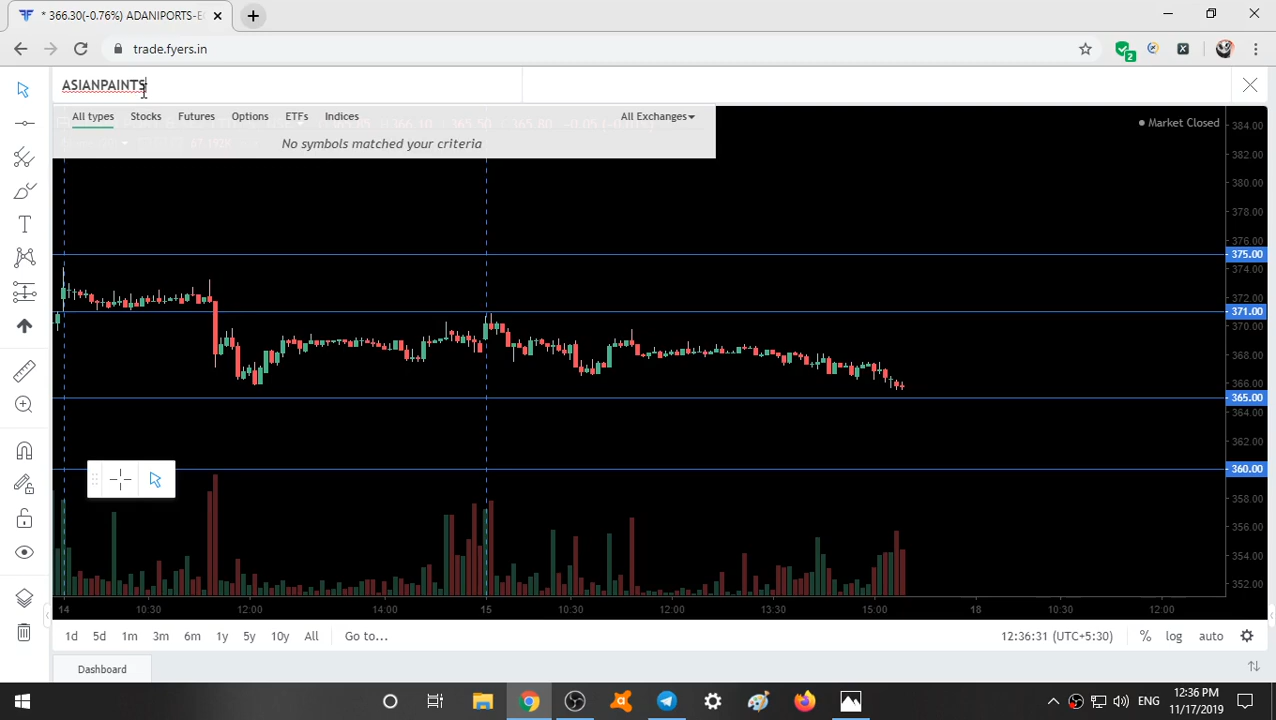 * 366.30(-0.76%) ADANIPORTS-E
trade.fyers.in
2
ASIANPAINTS
All types Stocks Futures Options ETFs Indices All Exchanges
No symbols matched your criteria
Market Closed
384.00
382.00
380.00
378.00
376.00
375.00
374.00
372.00
371.00
370.00
368.00
366.00
365.00
364.00
362.00
360.00
358.00
356.00
354.00
352.00
14 10:30 12:00 14:00 15 10:30 12:00 13:30 15:00 18 10:30 12:00
1d 5d 1m 3m 6m 1y 5y 10y All Go to... 12:36:31 (UTC+5:30) % log auto
Dashboard
ENG
12:36 PM
11/17/2019